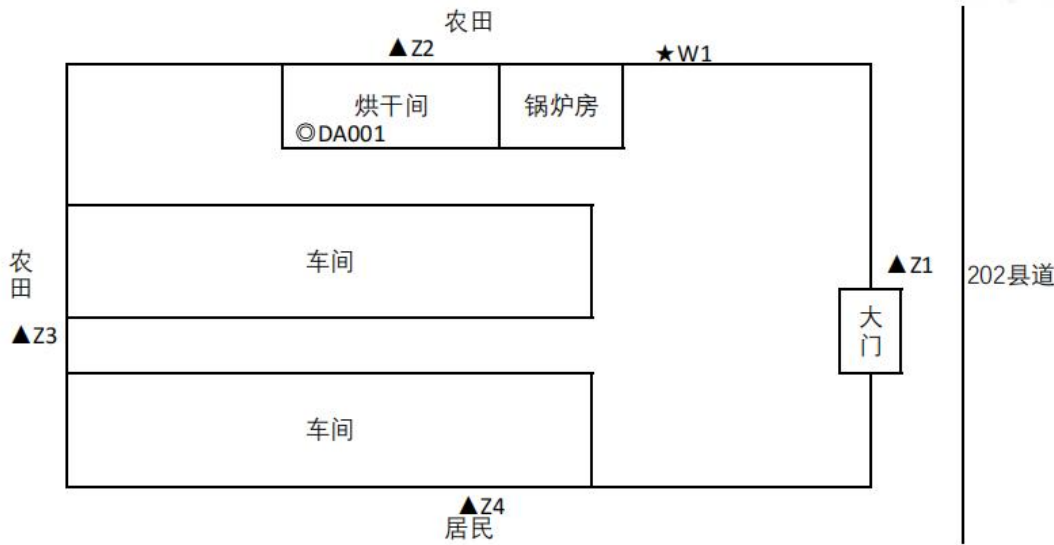 农田
▲Z2
★W1
烘干间
锅炉房
◎DA001
农
田
车间
▲Z1
202县道
▲Z3
大
门
车间
▲Z4
居民